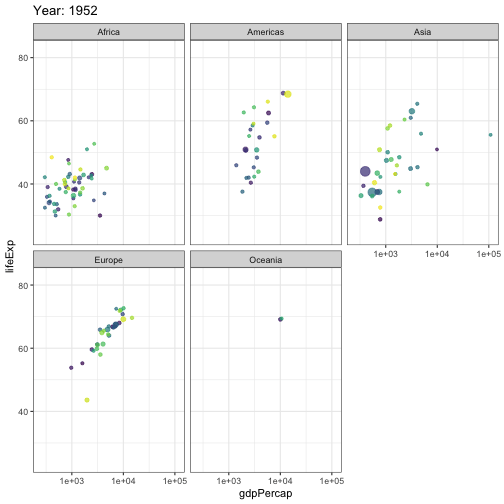 Year: 1952
Africa Americas Asia
80
60
40
1e+03 1e+04 1e+05
lifeExp
Europe Oceania
80
60
40
1e+03 1e+04 1e+05 1e+03 1e+04 1e+05
gdpPercap